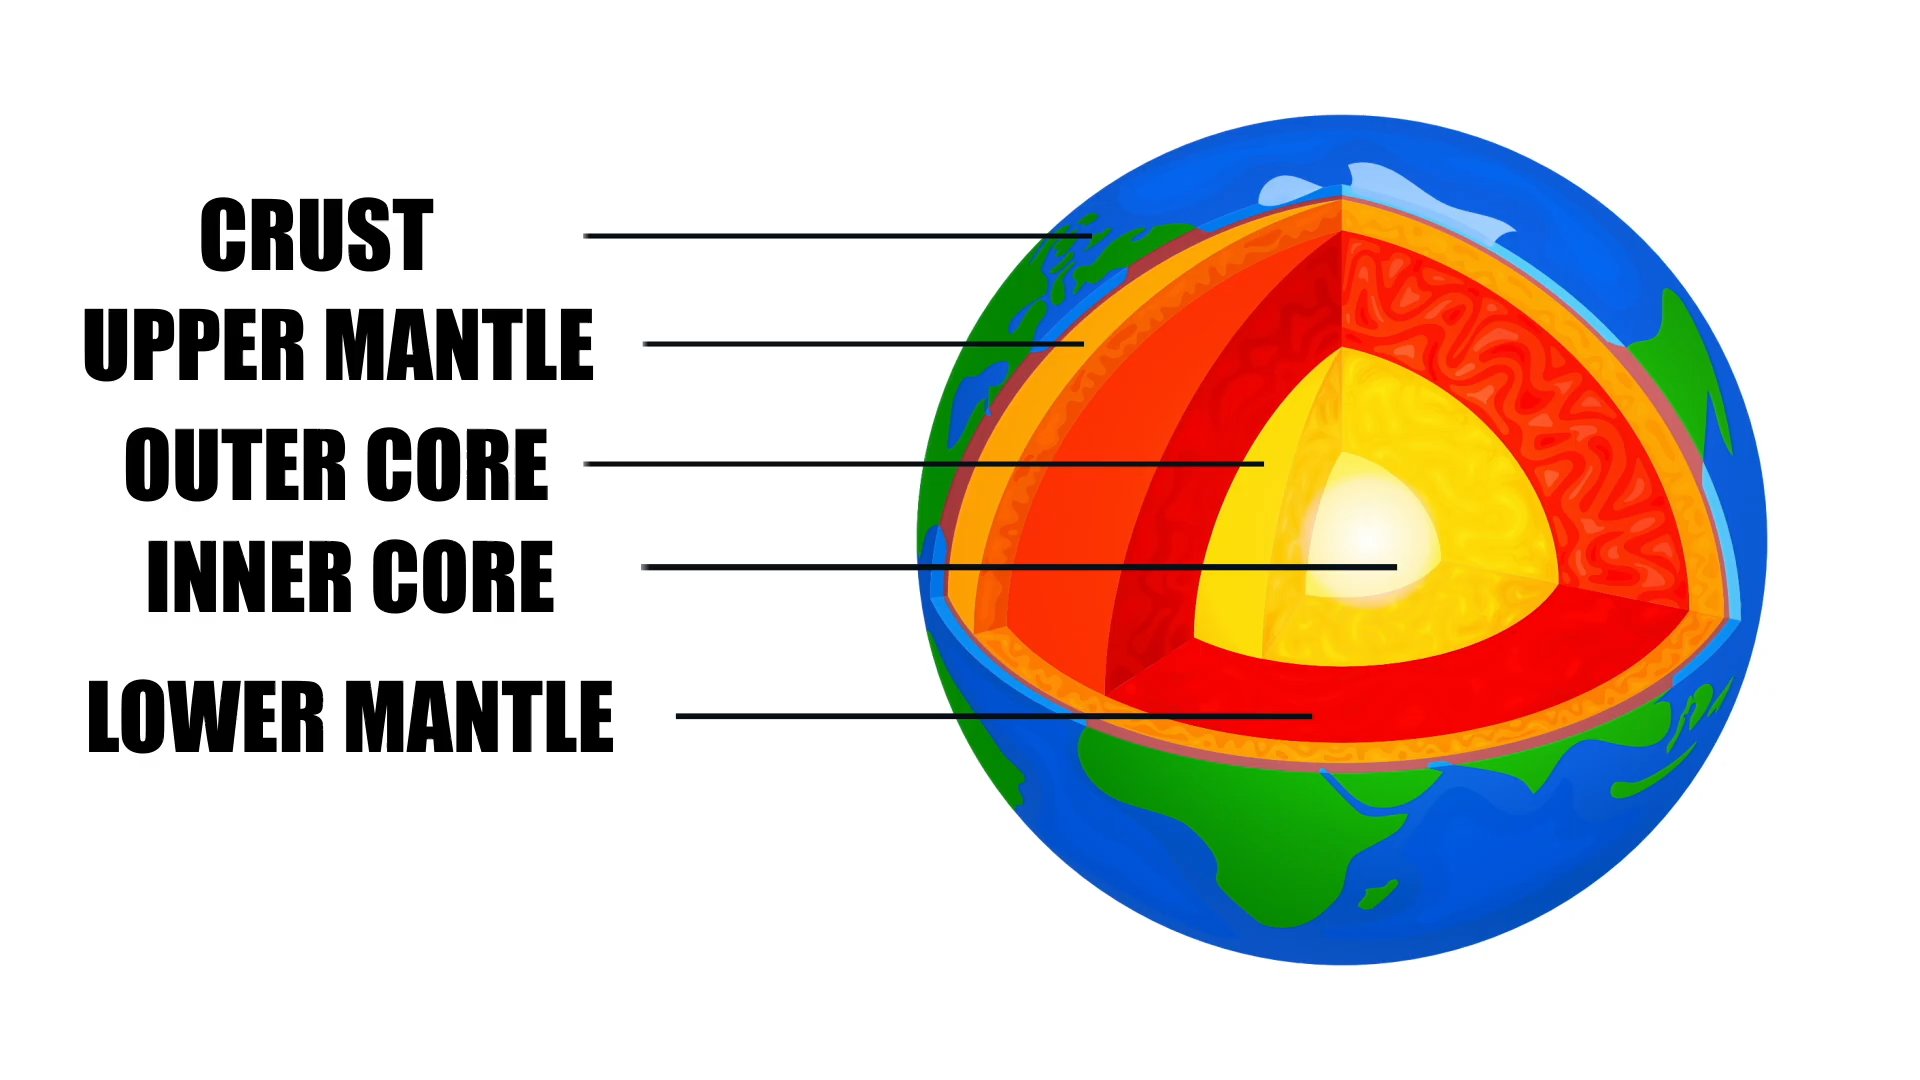 CRUST
UPPER MANTLE
OUTER CORE
INNER CORE
LOWER MANTLE